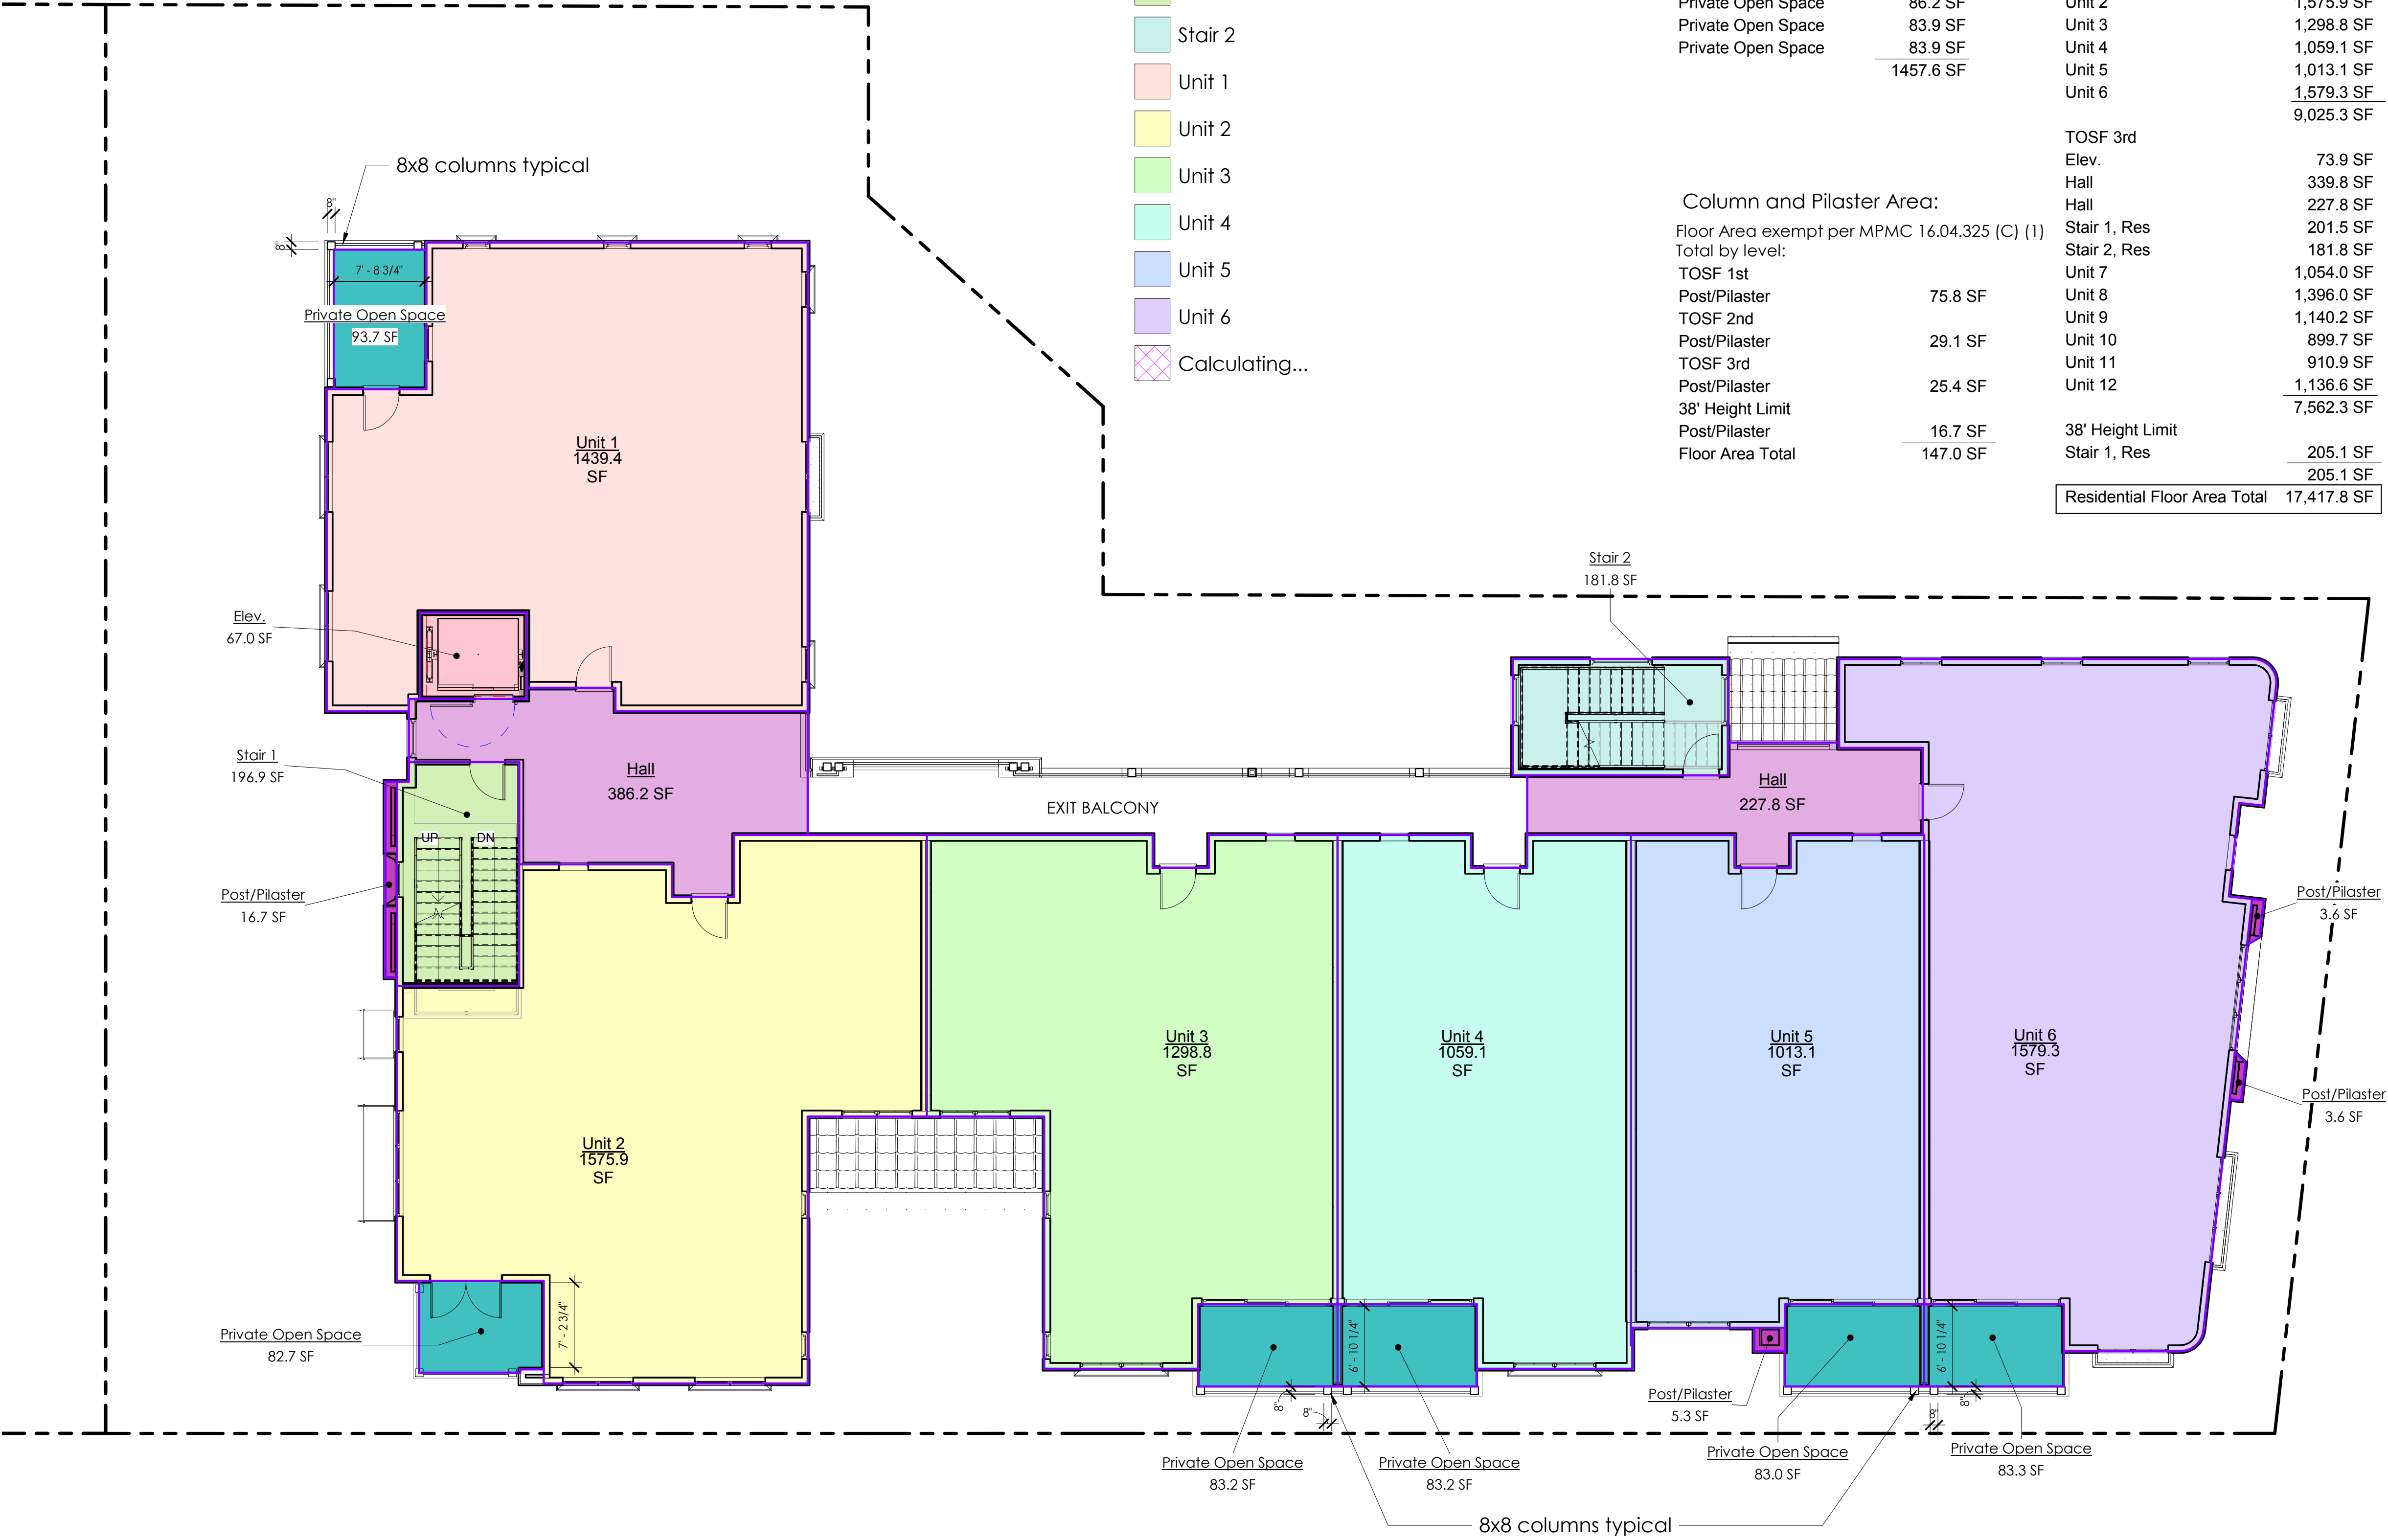 Stair 2
Unit 1
Unit 2
Unit 3
Unit 4
Unit 5
Unit 6
Calculating...
Private Open Space 86.2 SF
Private Open Space 83.9 SF
Private Open Space 83.9 SF
1457.6 SF
Column and Pilaster Area:
Floor Area exempt per MPMC 16.04.325 (C) (1)
Total by level:
TOSF 1st
Post/Pilaster 75.8 SF
TOSF 2nd
Post/Pilaster 29.1 SF
TOSF 3rd
Post/Pilaster 25.4 SF
38' Height Limit
Post/Pilaster 16.7 SF
Floor Area Total 147.0 SF
Unit 2 1,575.9 SF
Unit 3 1,298.8 SF
Unit 4 1,059.1 SF
Unit 5 1,013.1 SF
Unit 6 1,579.3 SF
9,025.3 SF
TOSF 3rd
Elev. 73.9 SF
Hall 339.8 SF
Hall 227.8 SF
Stair 1, Res 201.5 SF
Stair 2, Res 181.8 SF
Unit 7 1,054.0 SF
Unit 8 1,396.0 SF
Unit 9 1,140.2 SF
Unit 10 899.7 SF
Unit 11 910.9 SF
Unit 12 1,136.6 SF
7,562.3 SF
38' Height Limit
Stair 1, Res 205.1 SF
205.1 SF
Residential Floor Area Total 17,417.8 SF
8x8 columns typical
8"
8"
7' - 8 3/4"
Private Open Space
93.7 SF
Unit 1
1439.4
SF
Elev.
67.0 SF
Stair 2
181.8 SF
Stair 1
196.9 SF
Hall
386.2 SF
EXIT BALCONY
Hall
227.8 SF
UP
DN
Post/Pilaster
16.7 SF
Post/Pilaster
3.6 SF
Unit 3
1298.8
SF
Unit 4
1059.1
SF
Unit 5
1013.1
SF
Unit 6
1579.3
SF
Post/Pilaster
3.6 SF
Unit 2
1575.9
SF
7' - 2 3/4"
Private Open Space
82.7 SF
6' - 10 1/4"
6' - 10 1/4"
Post/Pilaster
5.3 SF
8"
8"
8"
8"
Private Open Space
83.2 SF
Private Open Space
83.2 SF
Private Open Space
83.0 SF
Private Open Space
83.3 SF
8x8 columns typical